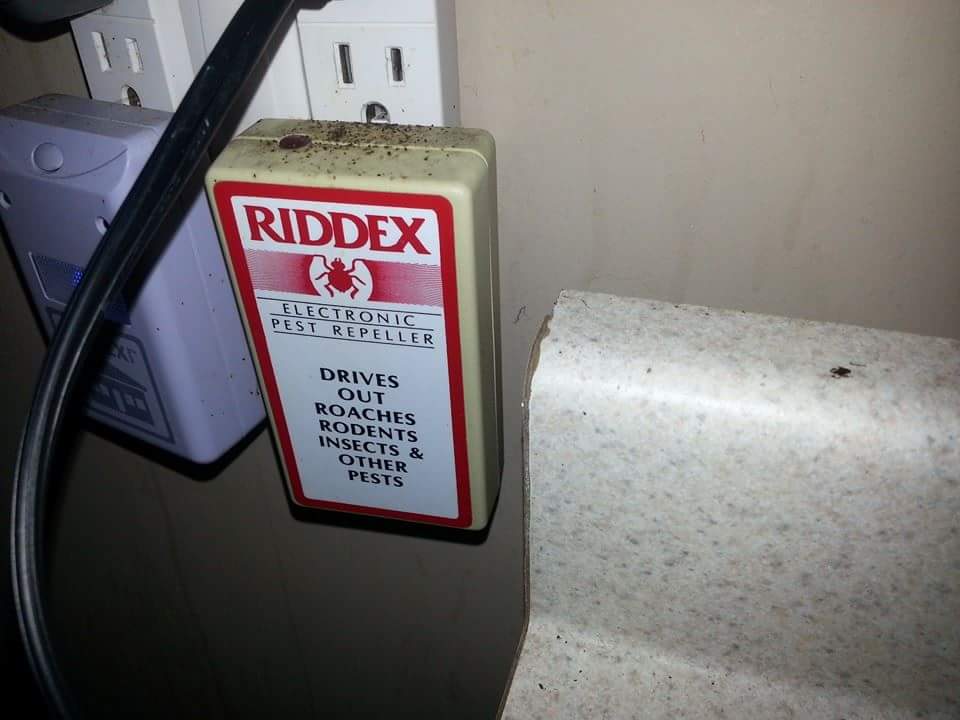 RIDDEX
ELECTRONIC
PEST REPELLER
DRIVES
OUT
ROACHES
RODENTS
INSECTS &
OTHER
PESTS